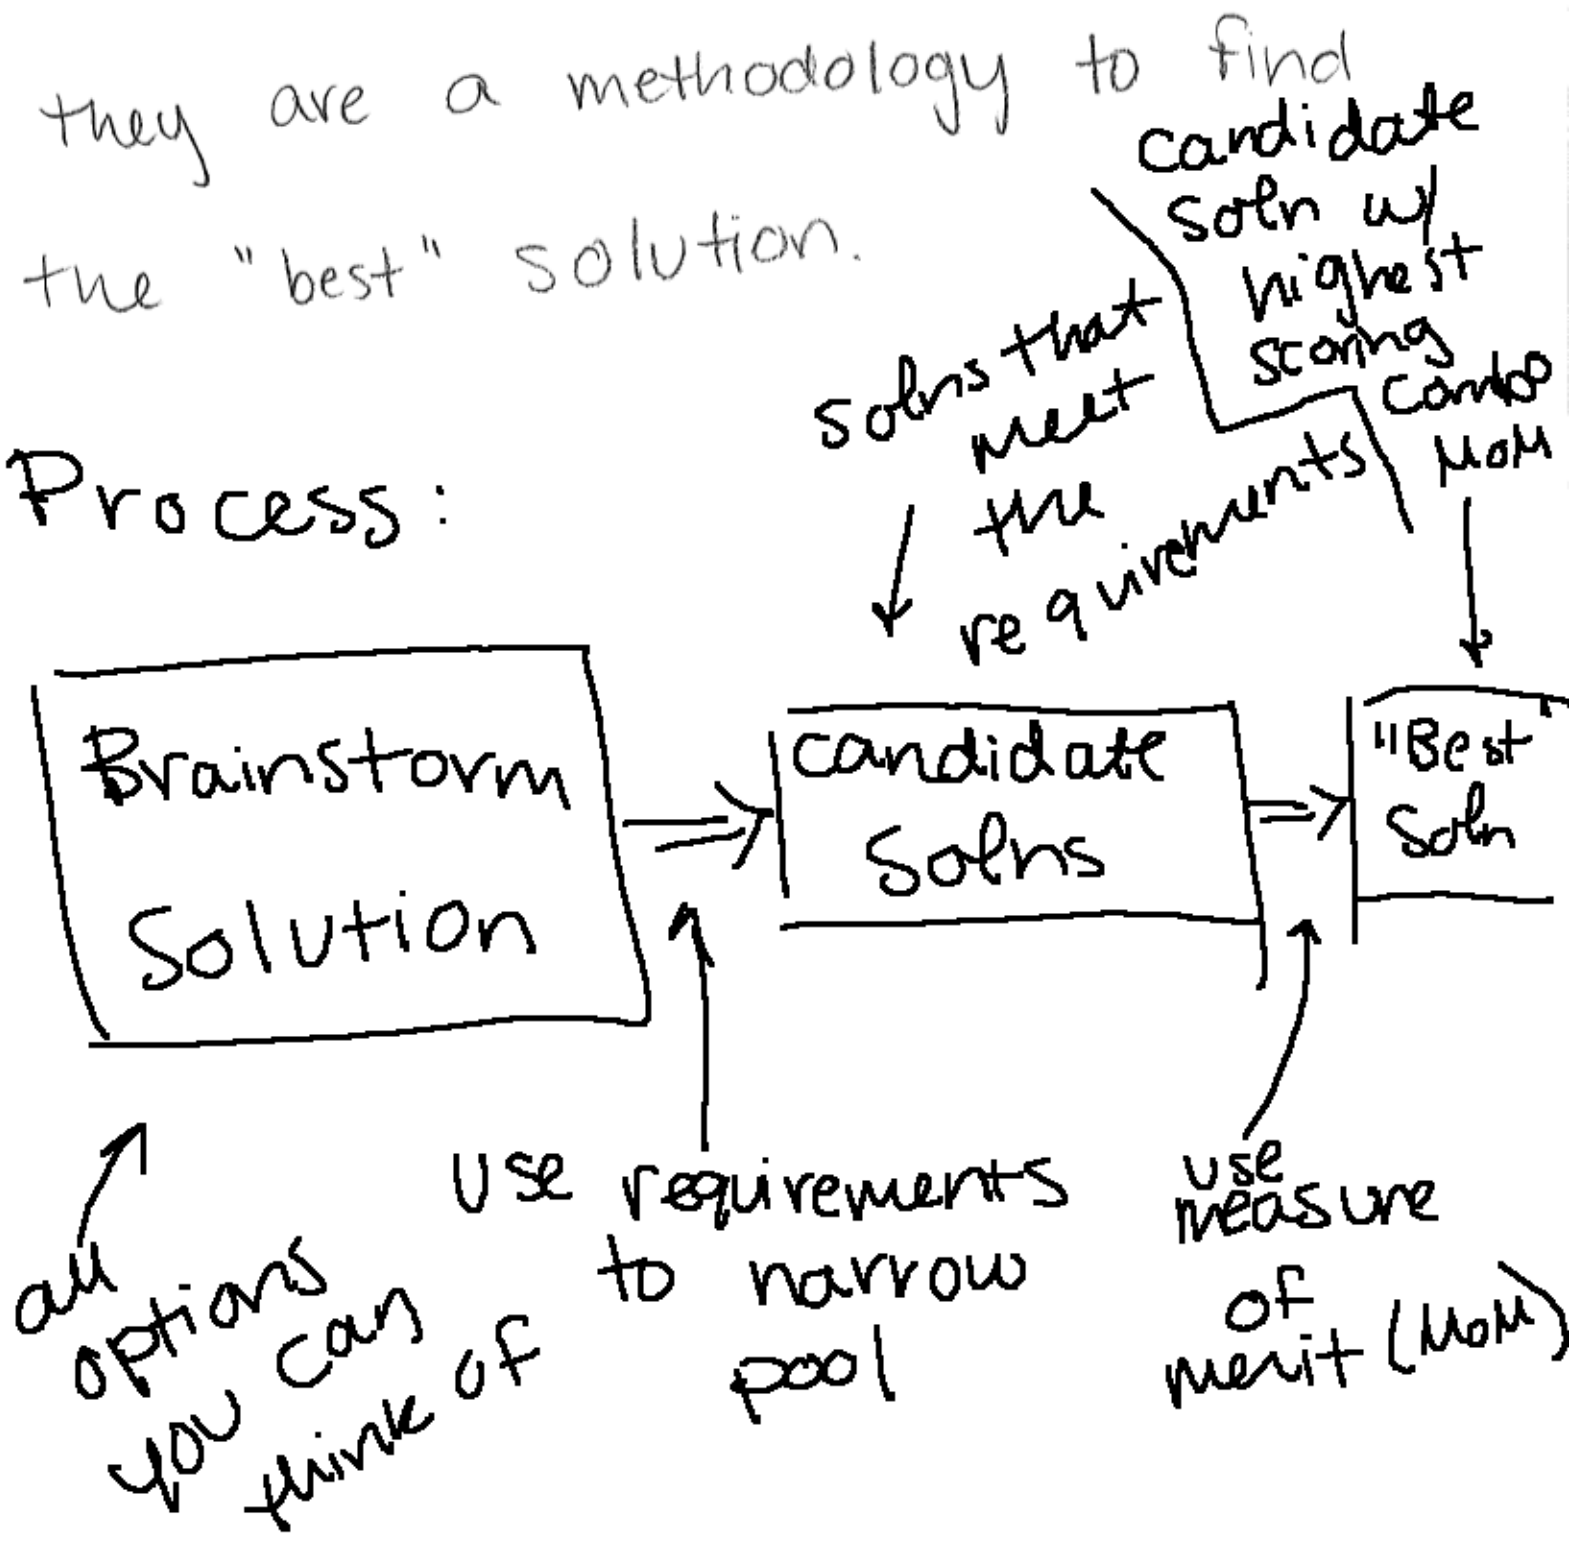 they are a methodology to find
the "best" solution.
candidate
soln w/
highest
scoring
combo
MoM
solns that
meet
the
requirements
Process:
Brainstorm
Solution
candidate
Solns
"Best"
Soln
all
options
you can
think of
use requirements
to narrow
pool
use
measure
of
merit (MoM)